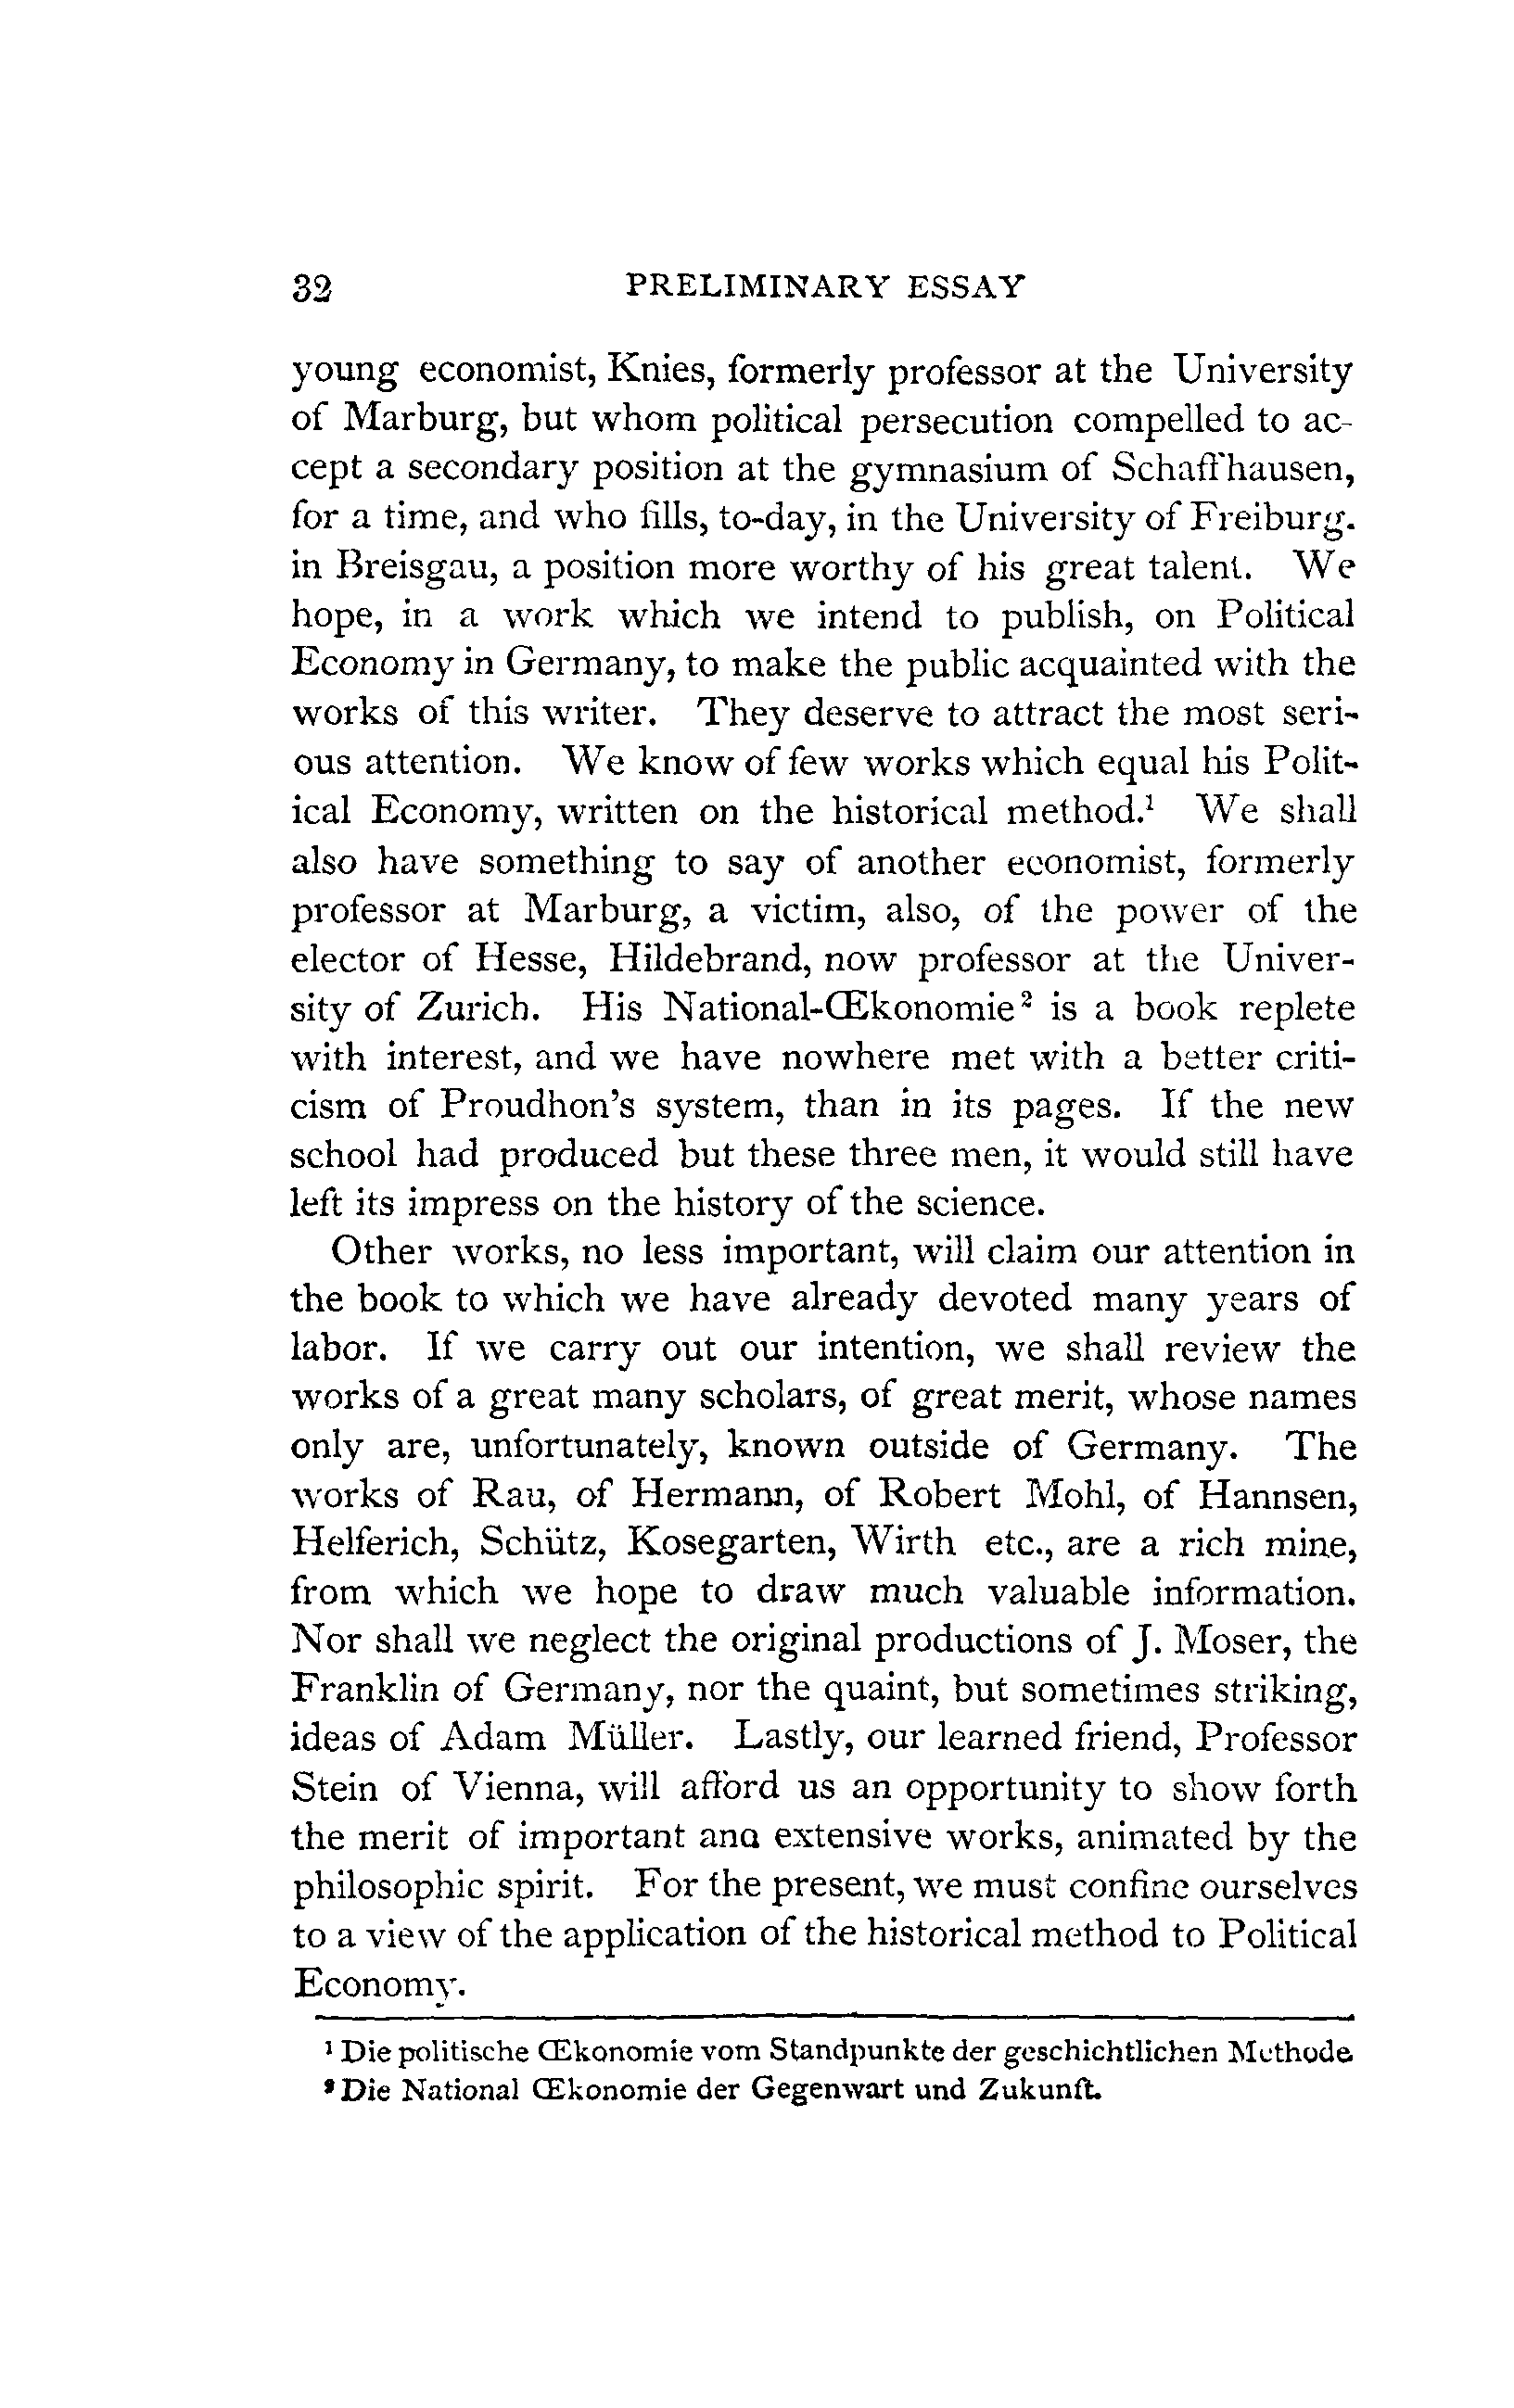 32 PRELIMINARY ESSAY
young economist, Knies, formerly professor at the University
of Marburg, but whom political persecution compelled to ac-
cept a secondary position at the gymnasium of Schaffhausen,
for a time, and who fills, to-day, in the University of Freiburg.
in Breisgau, a position more worthy of his great talent. We
hope, in a work which we intend to publish, on Political
Economy in Germany, to make the public acquainted with the
works of this writer. They deserve to attract the most seri-
ous attention. We know of few works which equal his Polit-
ical Economy, written on the historical method.¹ We shall
also have something to say of another economist, formerly
professor at Marburg, a victim, also, of the power of the
elector of Hesse, Hildebrand, now professor at the Univer-
sity of Zurich. His National-Œkonomie² is a book replete
with interest, and we have nowhere met with a better criti-
cism of Proudhon's system, than in its pages. If the new
school had produced but these three men, it would still have
left its impress on the history of the science.
Other works, no less important, will claim our attention in
the book to which we have already devoted many years of
labor. If we carry out our intention, we shall review the
works of a great many scholars, of great merit, whose names
only are, unfortunately, known outside of Germany. The
works of Rau, of Hermann, of Robert Mohl, of Hannsen,
Helferich, Schütz, Kosegarten, Wirth etc., are a rich mine,
from which we hope to draw much valuable information.
Nor shall we neglect the original productions of J. Moser, the
Franklin of Germany, nor the quaint, but sometimes striking,
ideas of Adam Müller. Lastly, our learned friend, Professor
Stein of Vienna, will afford us an opportunity to show forth
the merit of important and extensive works, animated by the
philosophic spirit. For the present, we must confine ourselves
to a view of the application of the historical method to Political
Economy.
¹ Die politische Œkonomie vom Standpunkte der geschichtlichen Methode.
² Die National Œkonomie der Gegenwart und Zukunft.